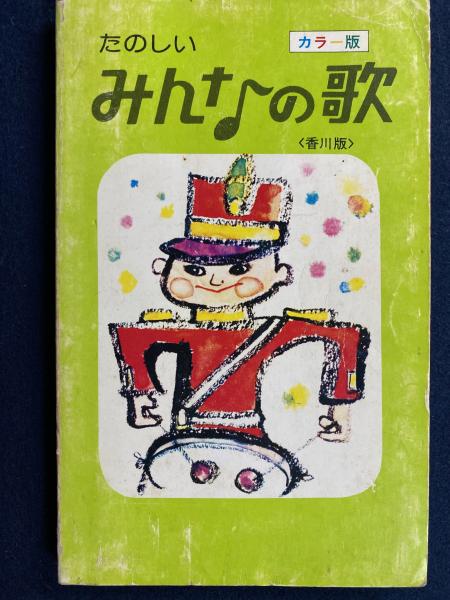 たのしい
カラー版
みんなの歌
〈香川版〉